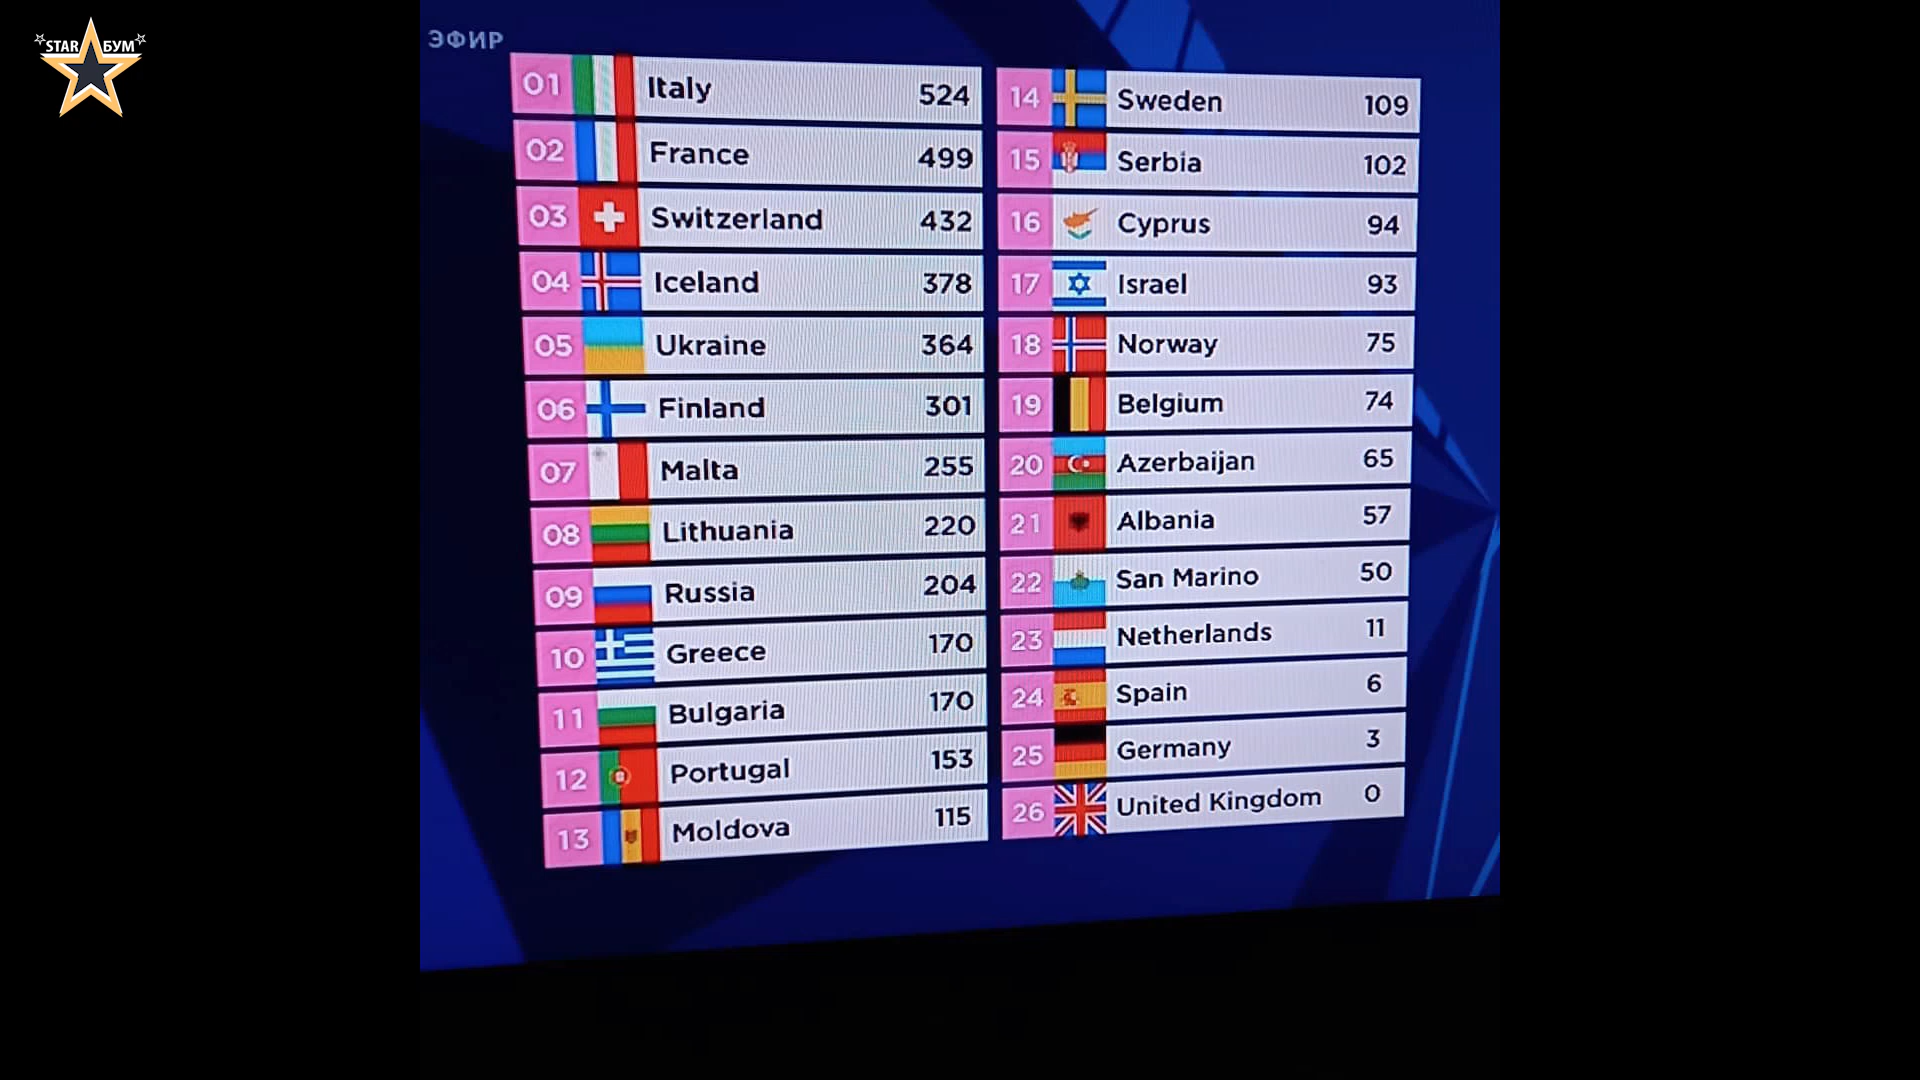 STAR БУМ
ЭФИР
01 Italy 524
02 France 499
03 Switzerland 432
04 Iceland 378
05 Ukraine 364
06 Finland 301
07 Malta 255
08 Lithuania 220
09 Russia 204
10 Greece 170
11 Bulgaria 170
12 Portugal 153
13 Moldova 115
14 Sweden 109
15 Serbia 102
16 Cyprus 94
17 Israel 93
18 Norway 75
19 Belgium 74
20 Azerbaijan 65
21 Albania 57
22 San Marino 50
23 Netherlands 11
24 Spain 6
25 Germany 3
26 United Kingdom 0